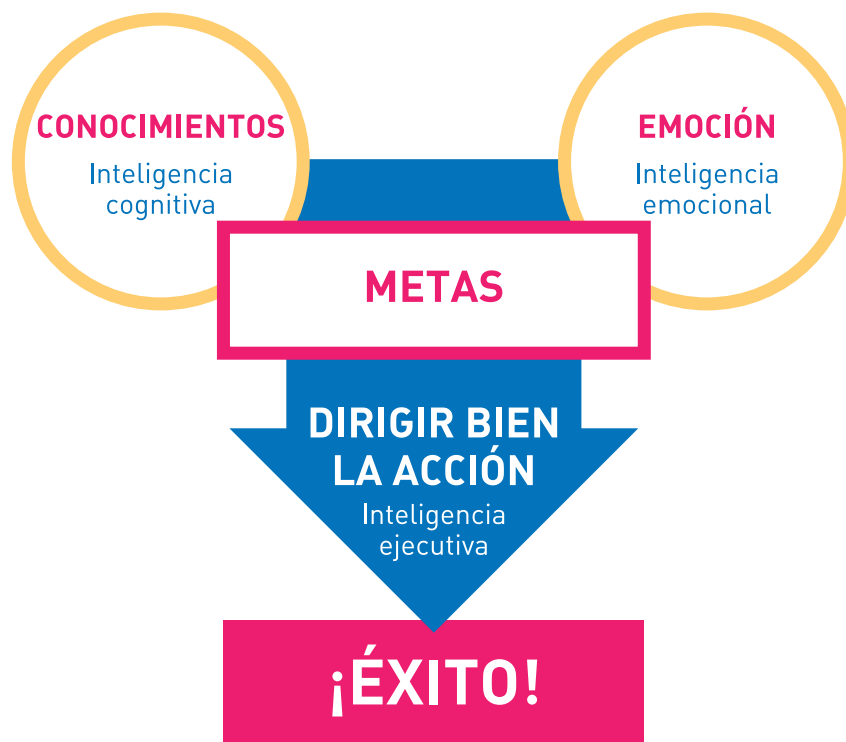 CONOCIMIENTOS
Inteligencia
cognitiva
EMOCIÓN
Inteligencia
emocional
METAS
DIRIGIR BIEN
LA ACCIÓN
Inteligencia
ejecutiva
¡ÉXITO!